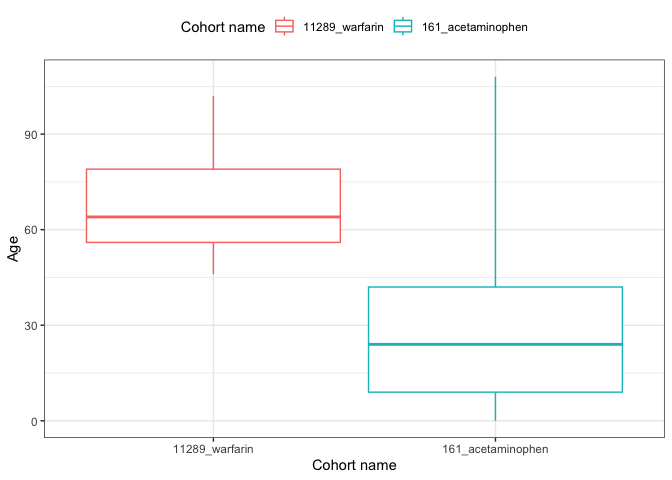 Cohort name 11289_warfarin 161_acetaminophen
90
60
30
0
Age
11289_warfarin 161_acetaminophen
Cohort name